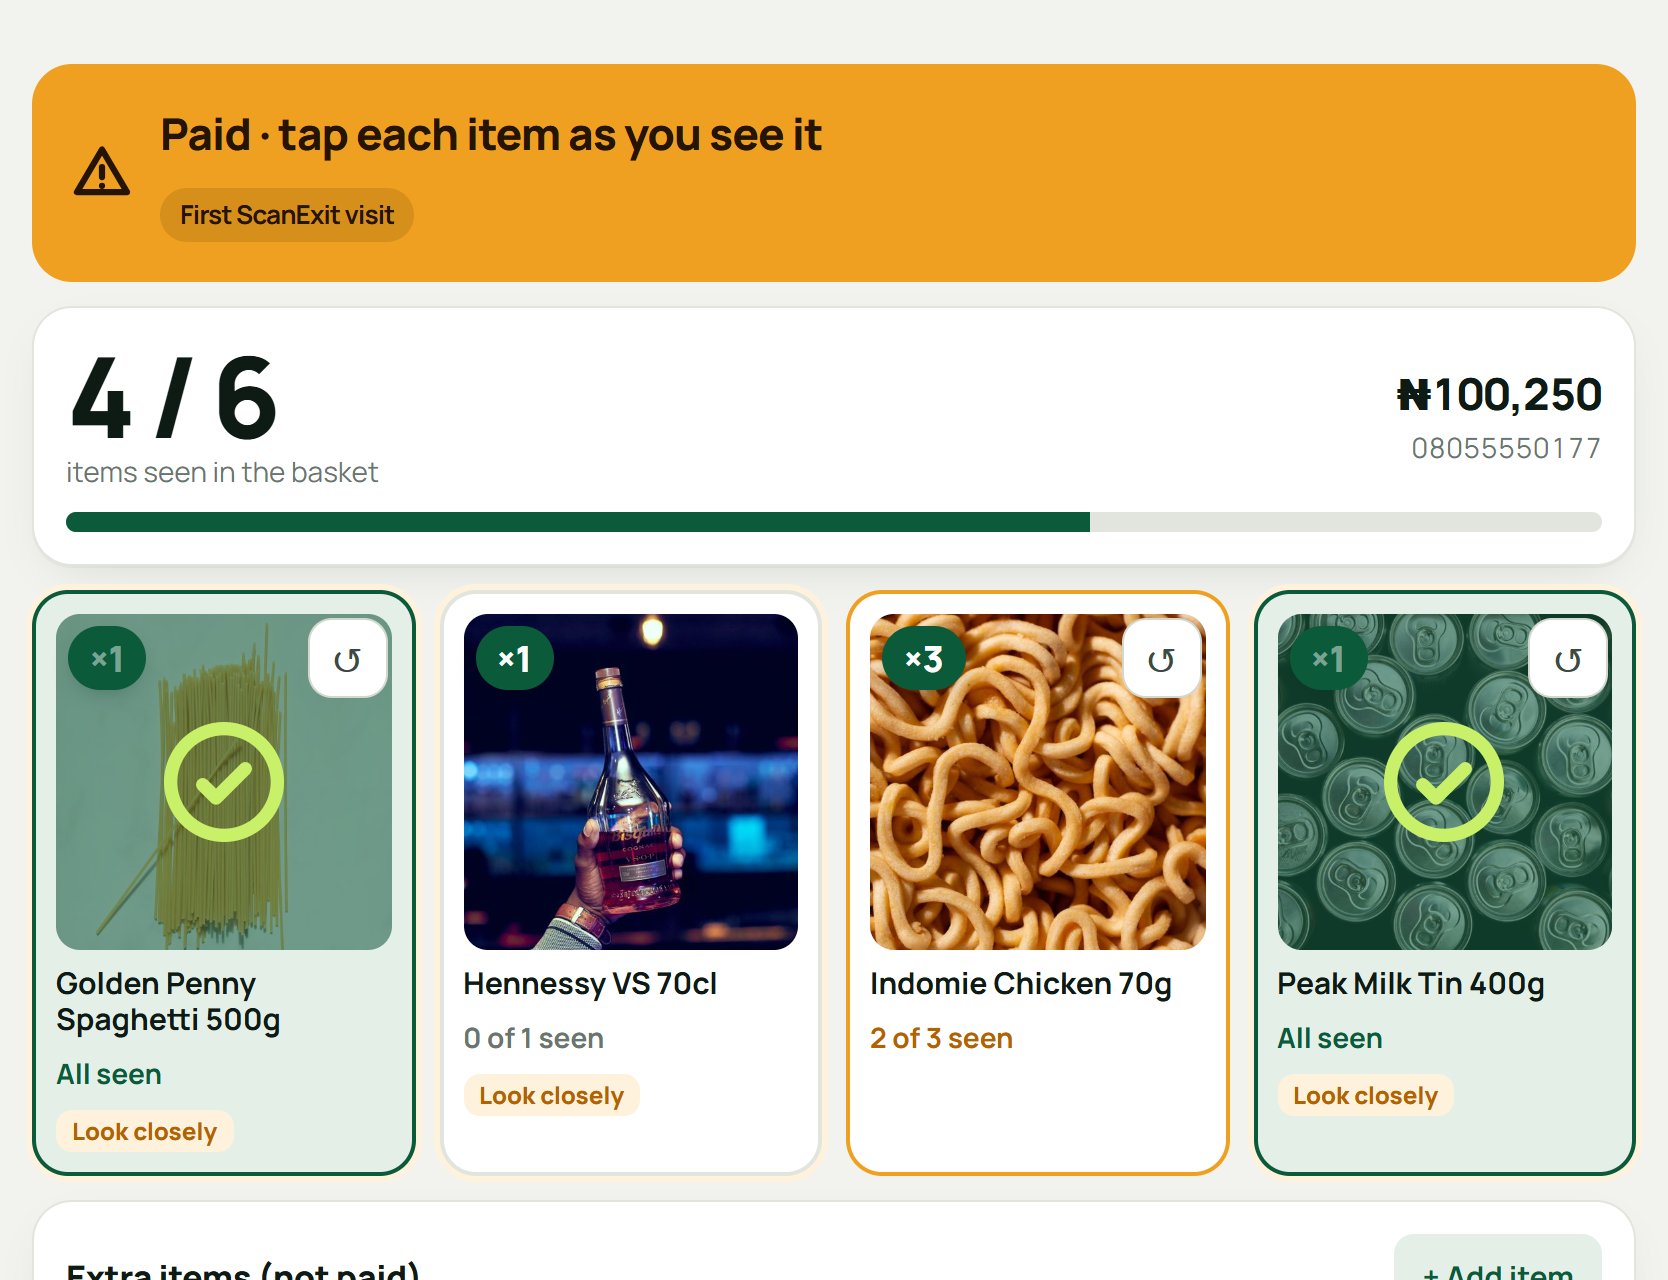 Paid · tap each item as you see it
First ScanExit visit
4 / 6
items seen in the basket
₦100,250
08055550177
×1
↺
×1
×3
↺
×1
↺
Golden Penny
Spaghetti 500g
All seen
Look closely
Hennessy VS 70cl
0 of 1 seen
Look closely
Indomie Chicken 70g
2 of 3 seen
Peak Milk Tin 400g
All seen
Look closely
Extra items (not paid)
+ Add item